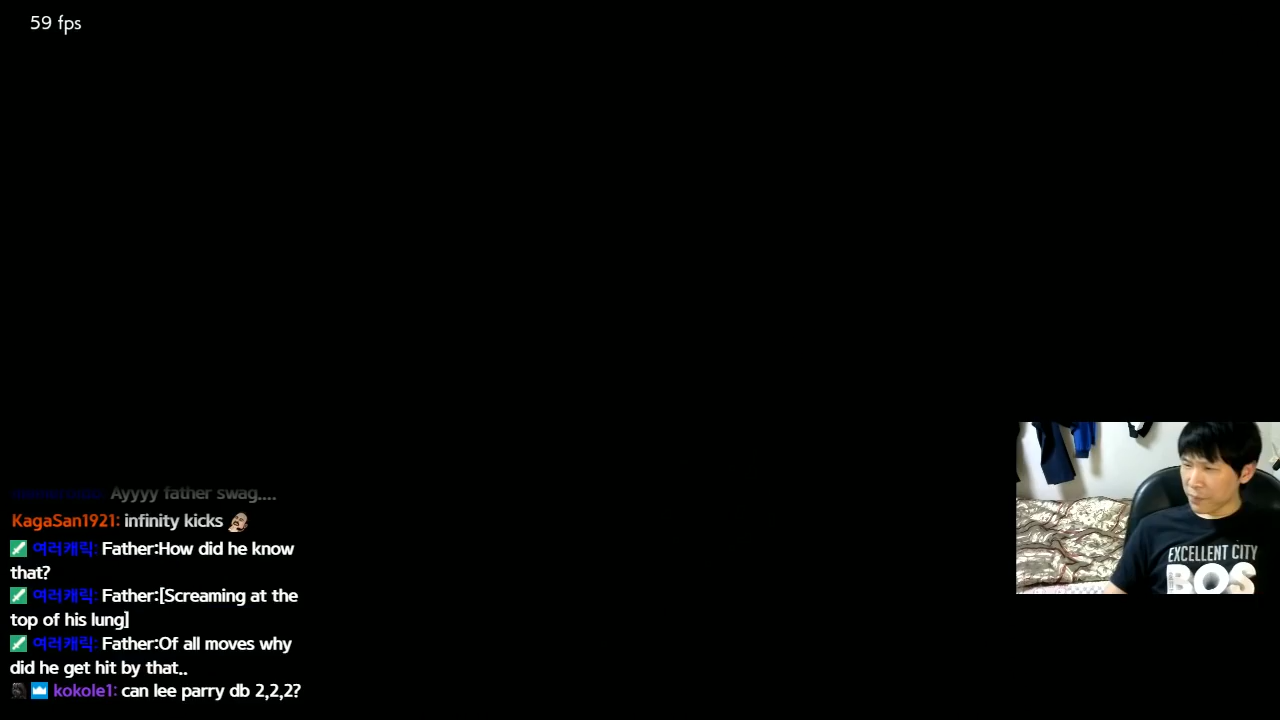 59 fps
Ayyyy father swag....
KagaSan1921: infinity kicks
여러캐릭: Father:How did he know
that?
여러캐릭: Father:[Screaming at the
top of his lung]
여러캐릭: Father:Of all moves why
did he get hit by that..
kokole1: can lee parry db 2,2,2?
EXCELLENT CITY
BOS